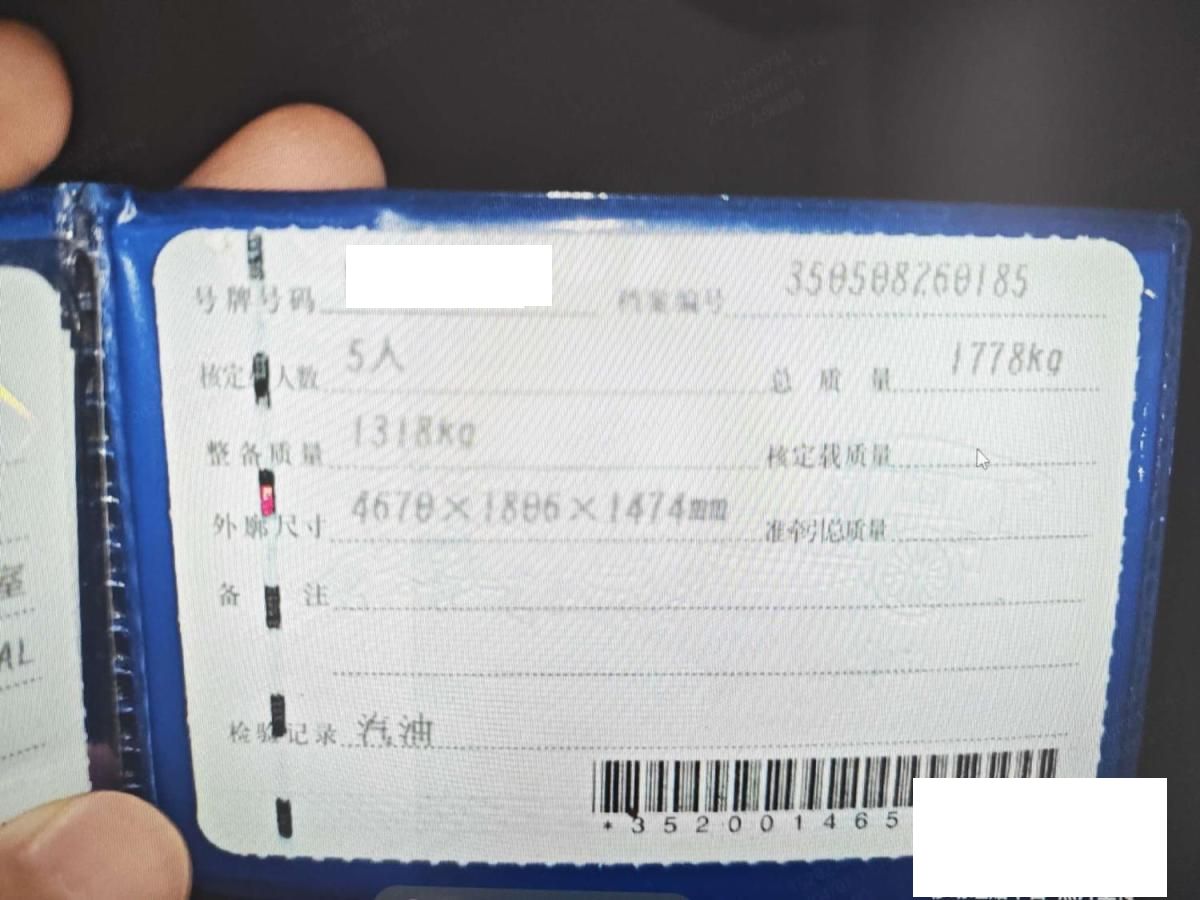 号牌号码 档案编号 350508260185
核定 人数 5人 总质量 1778kg
整备质量 1318kg 核定载质量
外廓尺寸 4670×1806×1474mm 准牵引总质量
备注
室
AL
检验记录 汽油
*352001465